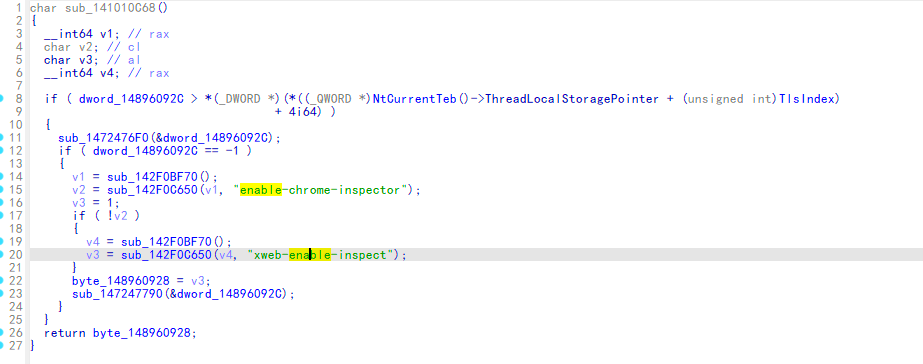 1 char sub_141010C68()
2 {
3   __int64 v1; // rax
4   char v2; // cl
5   char v3; // al
6   __int64 v4; // rax
7
8   if ( dword_14896092C > *(_DWORD *)(*((_QWORD *)NtCurrentTeb()->ThreadLocalStoragePointer + (unsigned int)TlsIndex)
9                                    + 4i64) )
10   {
11     sub_1472476F0(&dword_14896092C);
12     if ( dword_14896092C == -1 )
13     {
14       v1 = sub_142F0BF70();
15       v2 = sub_142F0C650(v1, "enable-chrome-inspector");
16       v3 = 1;
17       if ( !v2 )
18       {
19         v4 = sub_142F0BF70();
20         v3 = sub_142F0C650(v4, "xweb-enable-inspect");
21       }
22       byte_148960928 = v3;
23       sub_147247790(&dword_14896092C);
24     }
25   }
26   return byte_148960928;
27 }